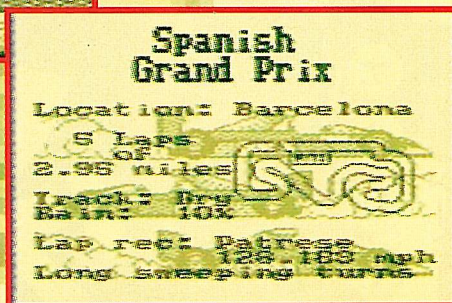 Spanish
Grand Prix
Location: Barcelona
5 Laps
of
2.95 miles
Track: Dry
Rain: 10%
Lap rec: Patrese
128.189 mph
Long sweeping turns